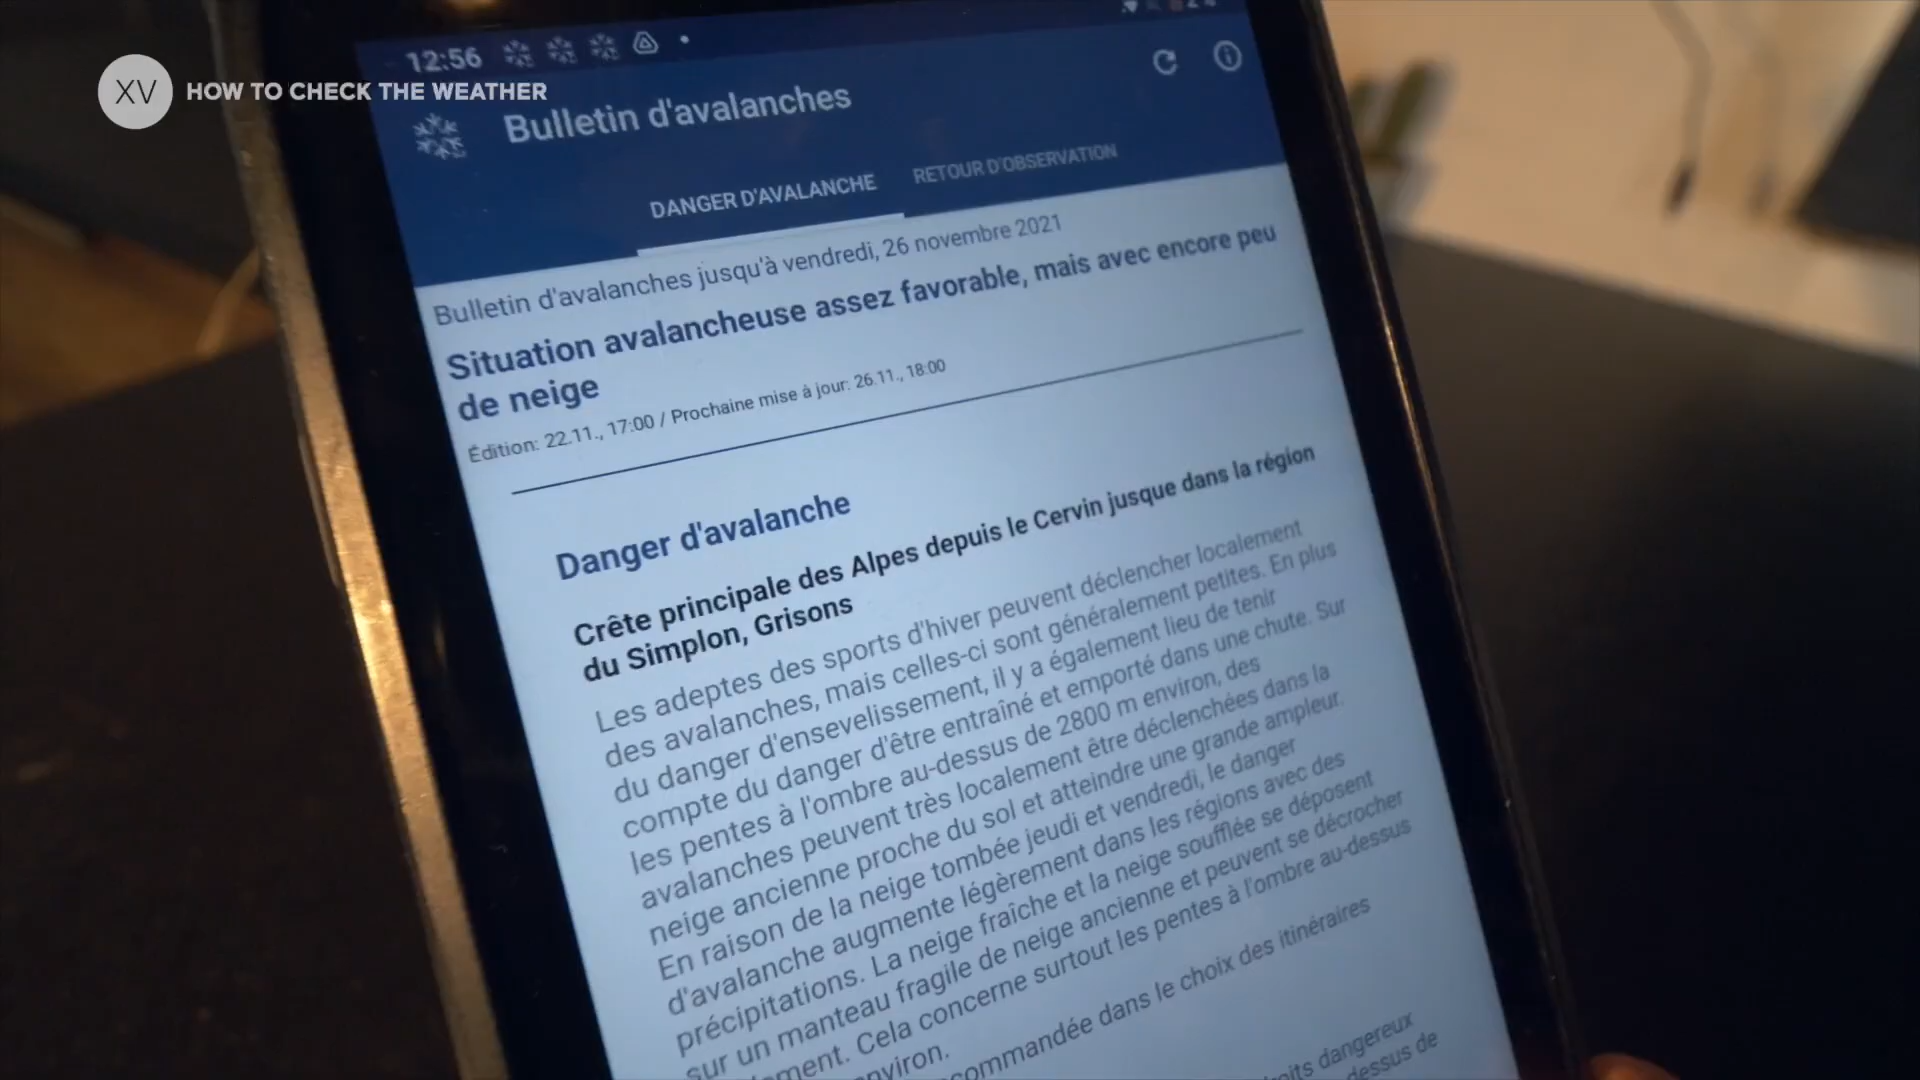 12:56
XV HOW TO CHECK THE WEATHER
Bulletin d'avalanches
DANGER D'AVALANCHE RETOUR D'OBSERVATION
Bulletin d'avalanches jusqu'à vendredi, 26 novembre 2021
Situation avalancheuse assez favorable, mais avec encore peu
de neige
Édition: 22.11., 17:00 / Prochaine mise à jour: 26.11., 18:00
Danger d'avalanche
Crête principale des Alpes depuis le Cervin jusque dans la région
du Simplon, Grisons
Les adeptes des sports d'hiver peuvent déclencher localement
des avalanches, mais celles-ci sont généralement petites. En plus
du danger d'ensevelissement, il y a également lieu de tenir
compte du danger d'être entraîné et emporté dans une chute. Sur
les pentes à l'ombre au-dessus de 2800 m environ, des
avalanches peuvent très localement être déclenchées dans la
neige ancienne proche du sol et atteindre une grande ampleur.
En raison de la neige tombée jeudi et vendredi, le danger
d'avalanche augmente légèrement dans les régions avec des
précipitations. La neige fraîche et la neige soufflée se déposent
sur un manteau fragile de neige ancienne et peuvent se décrocher
ement. Cela concerne surtout les pentes à l'ombre au-dessus
environ.
commandée dans le choix des itinéraires
oits dangereux
dessus de